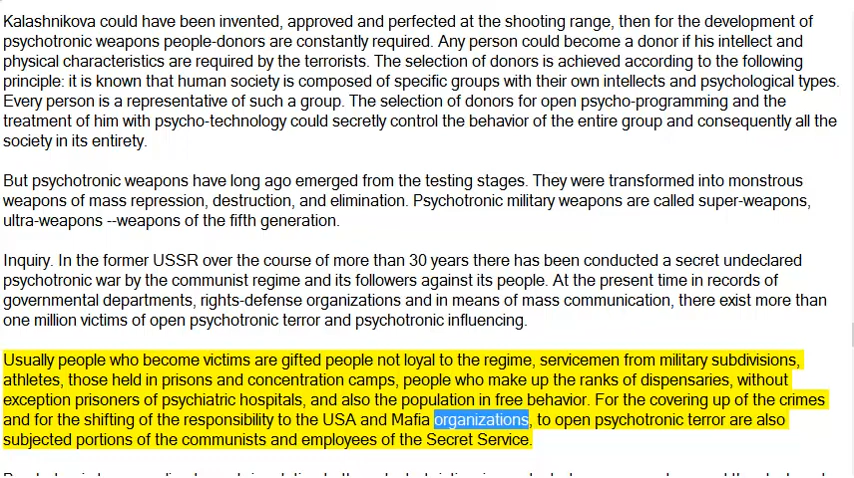 Kalashnikova could have been invented, approved and perfected at the shooting range, then for the development of
psychotronic weapons people-donors are constantly required. Any person could become a donor if his intellect and
physical characteristics are required by the terrorists. The selection of donors is achieved according to the following
principle: it is known that human society is composed of specific groups with their own intellects and psychological types.
Every person is a representative of such a group. The selection of donors for open psycho-programming and the
treatment of him with psycho-technology could secretly control the behavior of the entire group and consequently all the
society in its entirety.
But psychotronic weapons have long ago emerged from the testing stages. They were transformed into monstrous
weapons of mass repression, destruction, and elimination. Psychotronic military weapons are called super-weapons,
ultra-weapons --weapons of the fifth generation.
Inquiry. In the former USSR over the course of more than 30 years there has been conducted a secret undeclared
psychotronic war by the communist regime and its followers against its people. At the present time in records of
governmental departments, rights-defense organizations and in means of mass communication, there exist more than
one million victims of open psychotronic terror and psychotronic influencing.
Usually people who become victims are gifted people not loyal to the regime, servicemen from military subdivisions,
athletes, those held in prisons and concentration camps, people who make up the ranks of dispensaries, without
exception prisoners of psychiatric hospitals, and also the population in free behavior. For the covering up of the crimes
and for the shifting of the responsibility to the USA and Mafia organizations, to open psychotronic terror are also
subjected portions of the communists and employees of the Secret Service.